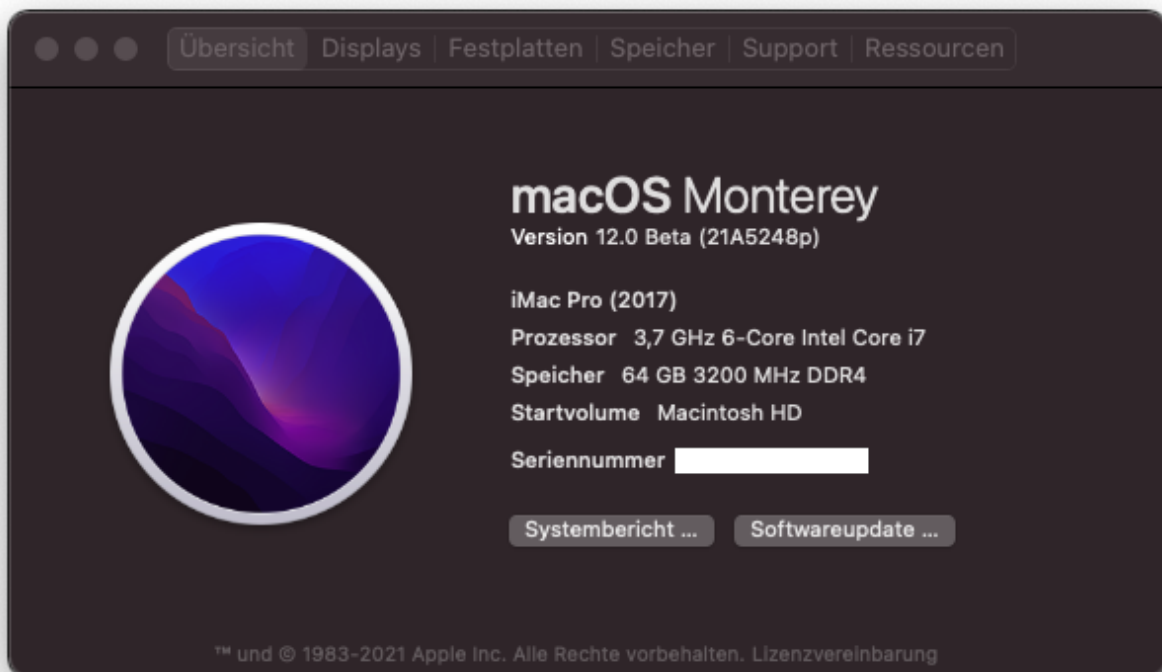 Übersicht Displays Festplatten Speicher Support Ressourcen
macOS Monterey
Version 12.0 Beta (21A5248p)
iMac Pro (2017)
Prozessor 3,7 GHz 6-Core Intel Core i7
Speicher 64 GB 3200 MHz DDR4
Startvolume Macintosh HD
Seriennummer
Systembericht ... Softwareupdate ...
™ und © 1983-2021 Apple Inc. Alle Rechte vorbehalten. Lizenzvereinbarung